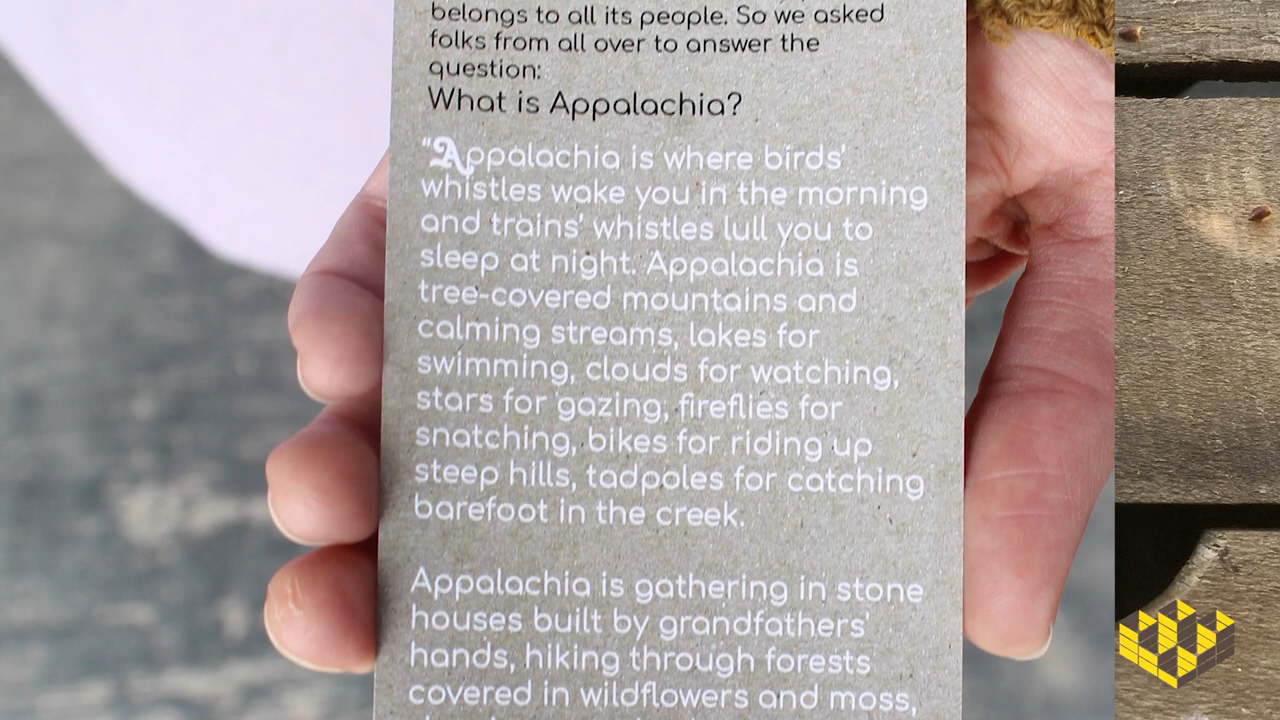 belongs to all its people. So we asked
folks from all over to answer the
question:
What is Appalachia?
“Appalachia is where birds’
whistles wake you in the morning
and trains’ whistles lull you to
sleep at night. Appalachia is
tree-covered mountains and
calming streams, lakes for
swimming, clouds for watching,
stars for gazing, fireflies for
snatching, bikes for riding up
steep hills, tadpoles for catching
barefoot in the creek.
Appalachia is gathering in stone
houses built by grandfathers’
hands, hiking through forests
covered in wildflowers and moss,